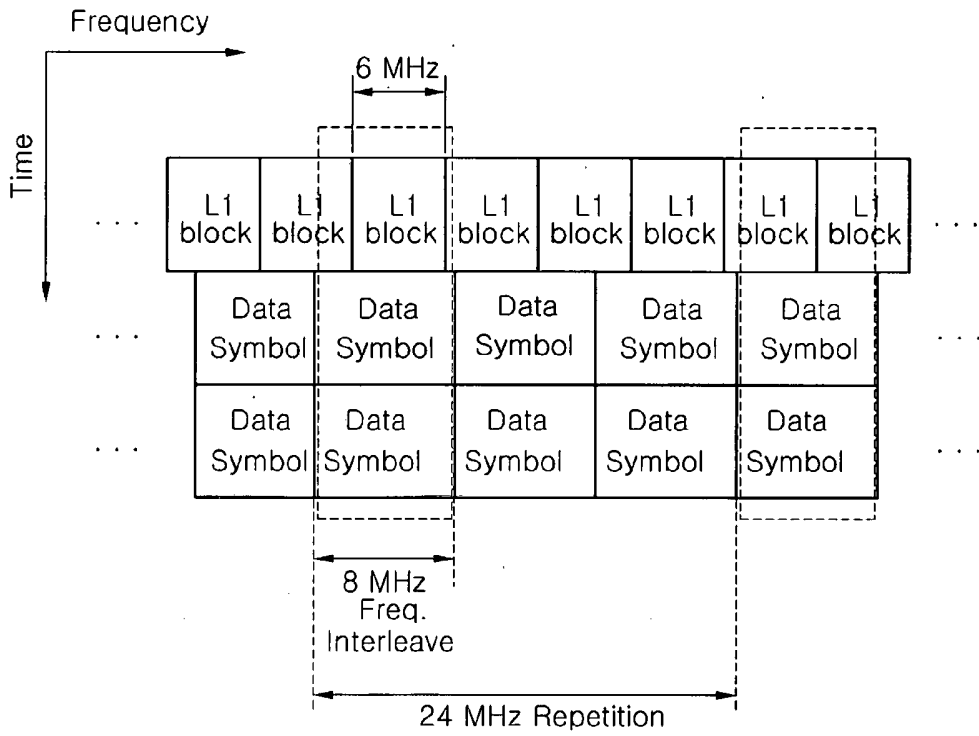 Frequency
6 MHz
Time
L1 L1 L1 L1 L1 L1 L1 L1
... block block block block block block block block ...
Data Data Data Data Data
... Symbol Symbol Symbol Symbol Symbol ...
Data Data Data Data Data
... Symbol Symbol Symbol Symbol Symbol ...
8 MHz
Freq.
Interleave
24 MHz Repetition